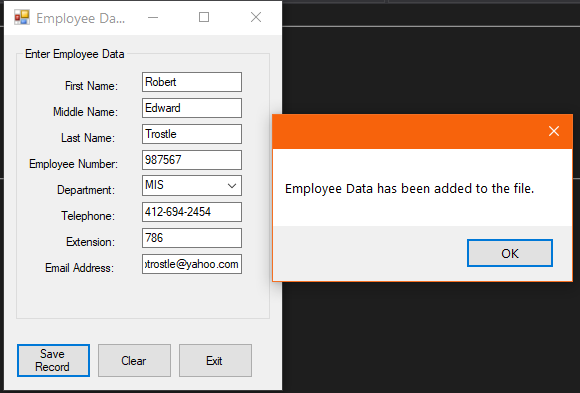 Employee Da...
Enter Employee Data
First Name: Robert
Middle Name: Edward
Last Name: Trostle
Employee Number: 987567
Department: MIS
Telephone: 412-694-2454
Extension: 786
Email Address: trostle@yahoo.com
Save
Record
Clear
Exit
Employee Data has been added to the file.
OK